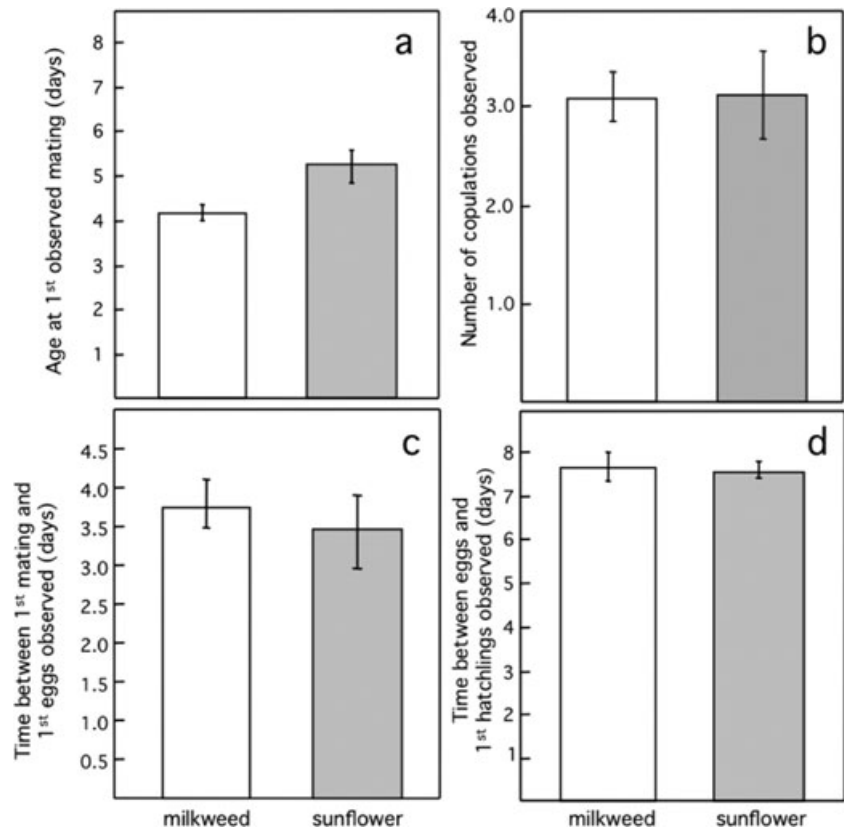 a
Age at 1st observed mating (days)
8
7
6
5
4
3
2
1
b
Number of copulations observed
4.0
3.0
2.0
1.0
c
Time between 1st mating and
1st eggs observed (days)
4.5
4.0
3.5
3.0
2.5
2.0
1.5
1.0
0.5
milkweed sunflower
d
Time between eggs and
1st hatchlings observed (days)
8
7
6
5
4
3
2
1
milkweed sunflower